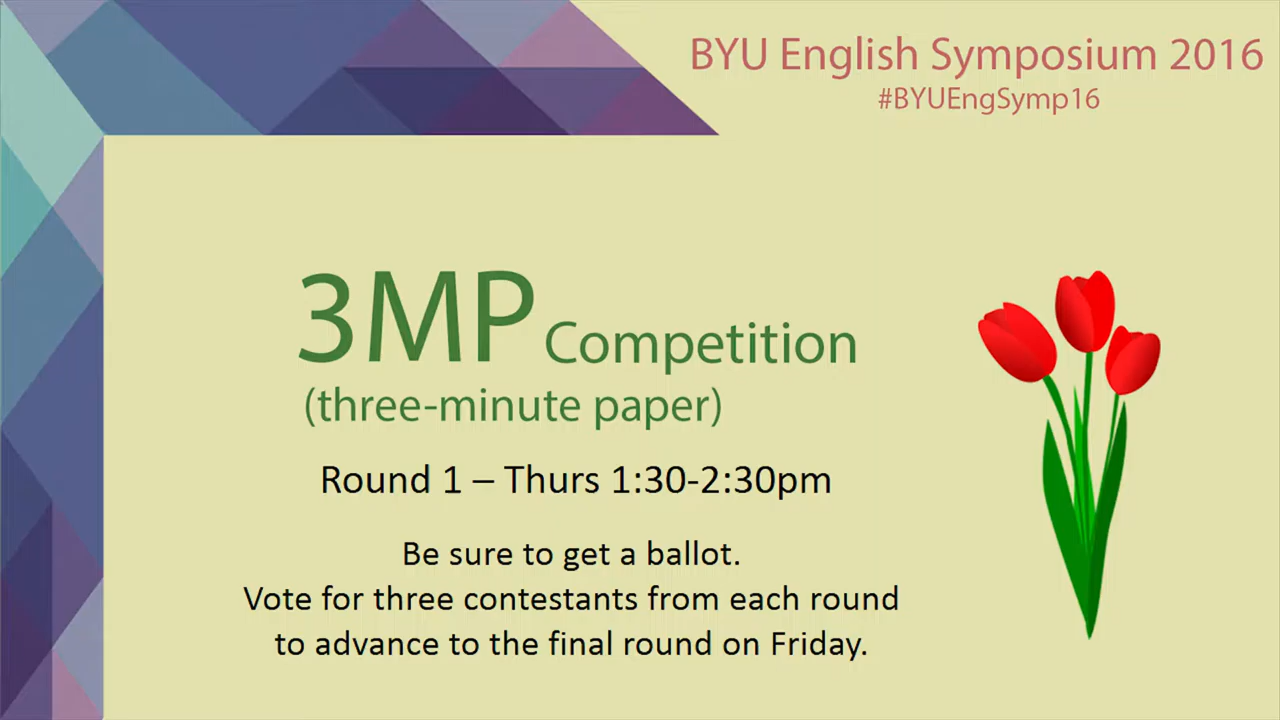 BYU English Symposium 2016
#BYUEngSymp16
3MP Competition
(three-minute paper)
Round 1 – Thurs 1:30-2:30pm
Be sure to get a ballot.
Vote for three contestants from each round
to advance to the final round on Friday.